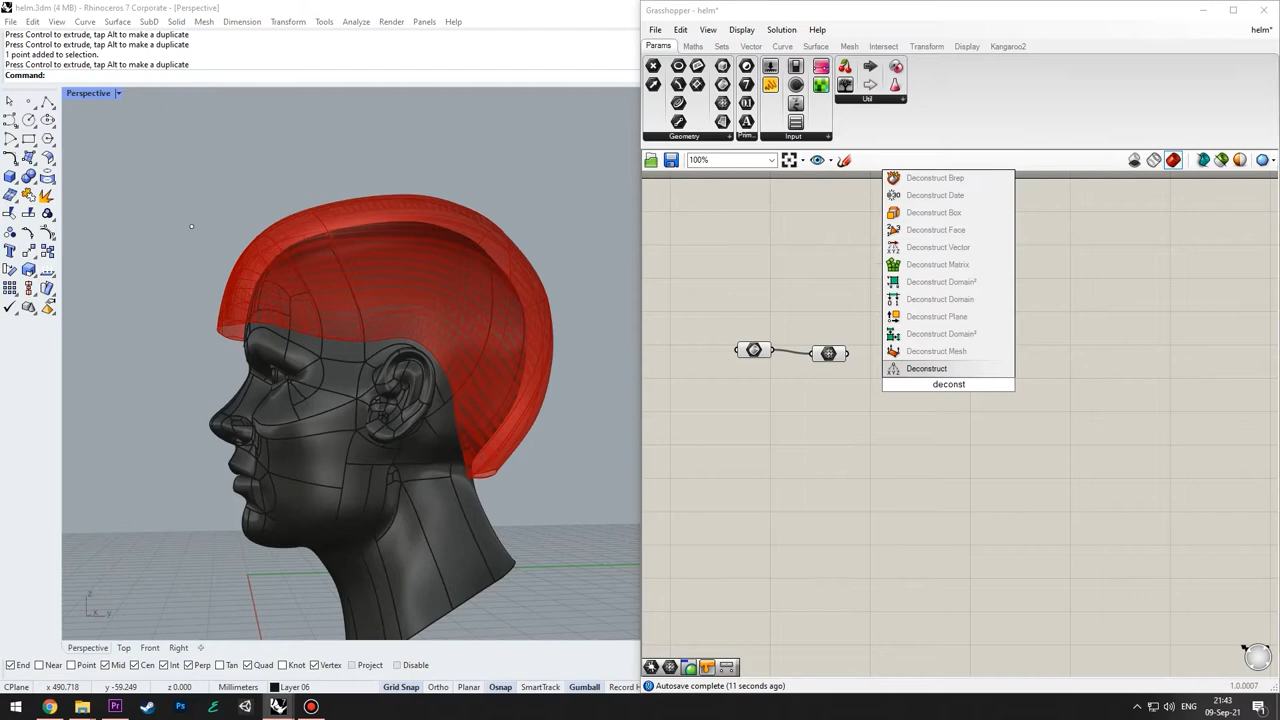 helm.3dm (4 MB) - Rhinoceros 7 Corporate - [Perspective]
File Edit View Curve Surface SubD Solid Mesh Dimension Transform Tools Analyze Render Panels Help
Press Control to extrude, tap Alt to make a duplicate
Press Control to extrude, tap Alt to make a duplicate
1 point added to selection.
Press Control to extrude, tap Alt to make a duplicate
Command:
Perspective
z
x y
Perspective Top Front Right
End Near Point Mid Cen Int Perp Tan Quad Knot Vertex Project Disable
CPlane x 490.718 y -59.249 z 0.000 Millimeters Layer 06 Grid Snap Ortho Planar Osnap SmartTrack Gumball Record H
Grasshopper - helm*
File Edit View Display Solution Help helm*
Params Maths Sets Vector Curve Surface Mesh Intersect Transform Display Kangaroo2
Geometry Prim... Input Util
100%
Deconstruct Brep
Deconstruct Date
Deconstruct Box
Deconstruct Face
Deconstruct Vector
Deconstruct Matrix
Deconstruct Domain²
Deconstruct Domain
Deconstruct Plane
Deconstruct Domain²
Deconstruct Mesh
Deconstruct
deconst
Autosave complete (11 seconds ago) 1.0.0007
ENG 21:43
09-Sep-21